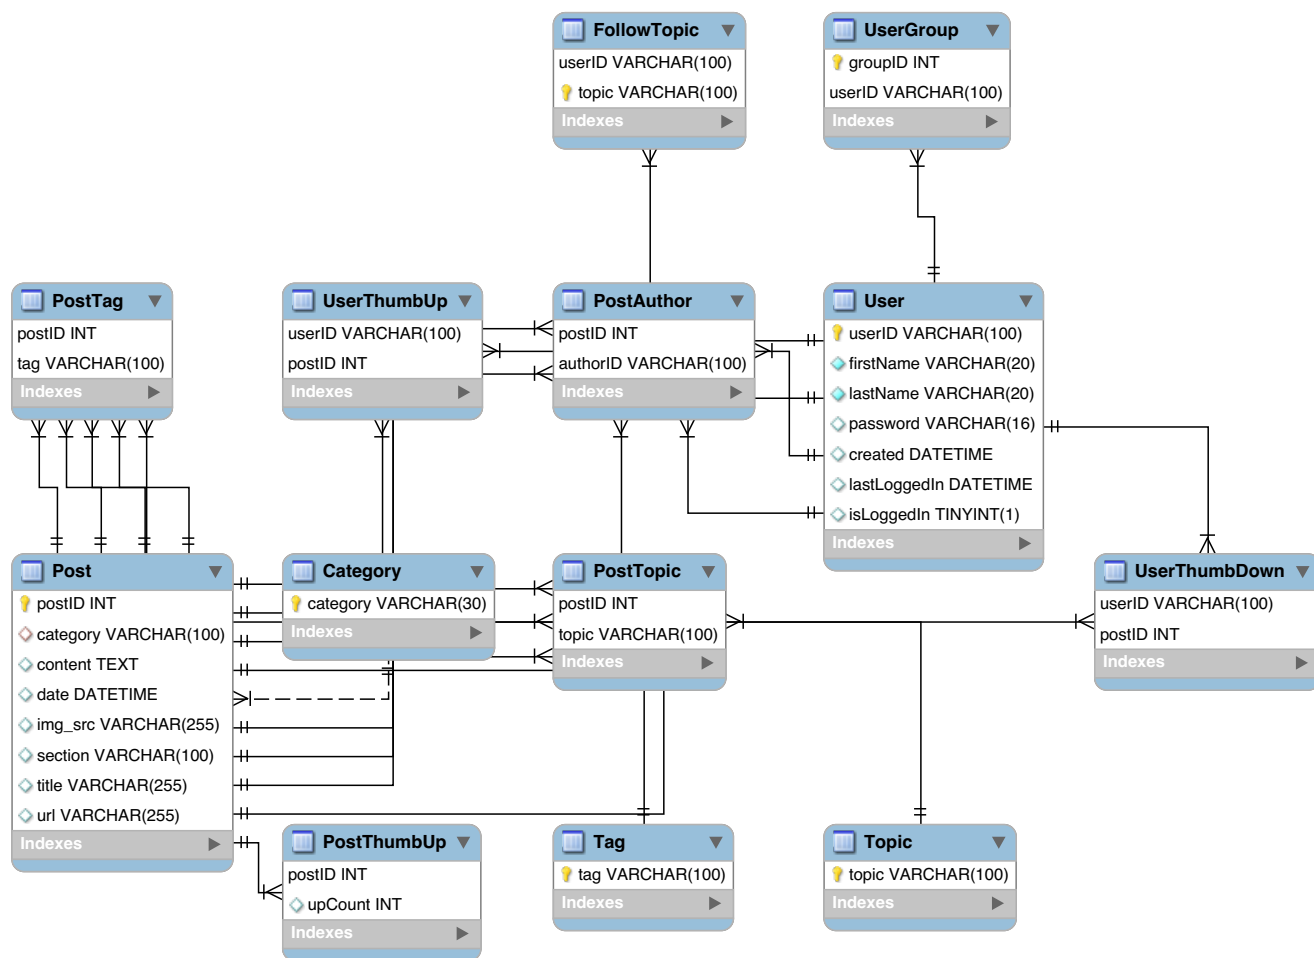 FollowTopic
userID VARCHAR(100)
topic VARCHAR(100)
Indexes
UserGroup
groupID INT
userID VARCHAR(100)
Indexes
PostTag
postID INT
tag VARCHAR(100)
Indexes
UserThumbUp
userID VARCHAR(100)
postID INT
Indexes
PostAuthor
postID INT
authorID VARCHAR(100)
Indexes
User
userID VARCHAR(100)
firstName VARCHAR(20)
lastName VARCHAR(20)
password VARCHAR(16)
created DATETIME
lastLoggedIn DATETIME
isLoggedIn TINYINT(1)
Indexes
Post
postID INT
category VARCHAR(100)
content TEXT
date DATETIME
img_src VARCHAR(255)
section VARCHAR(100)
title VARCHAR(255)
url VARCHAR(255)
Indexes
Category
category VARCHAR(30)
Indexes
PostTopic
postID INT
topic VARCHAR(100)
Indexes
UserThumbDown
userID VARCHAR(100)
postID INT
Indexes
PostThumbUp
postID INT
upCount INT
Indexes
Tag
tag VARCHAR(100)
Indexes
Topic
topic VARCHAR(100)
Indexes